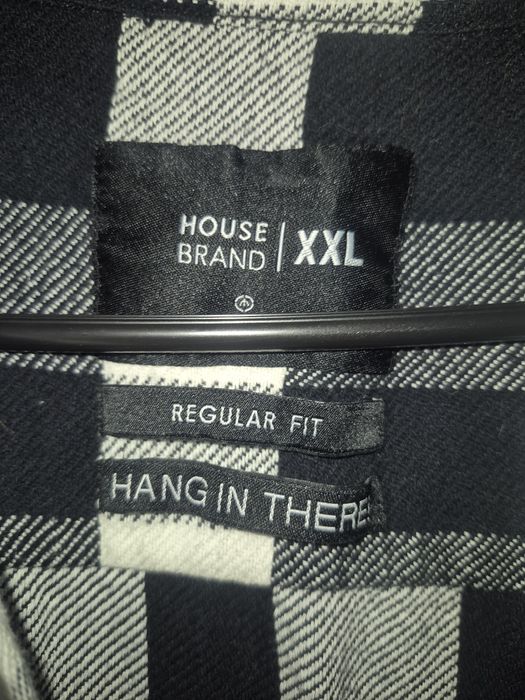 HOUSE
BRAND
XXL
REGULAR FIT
HANG IN THERE